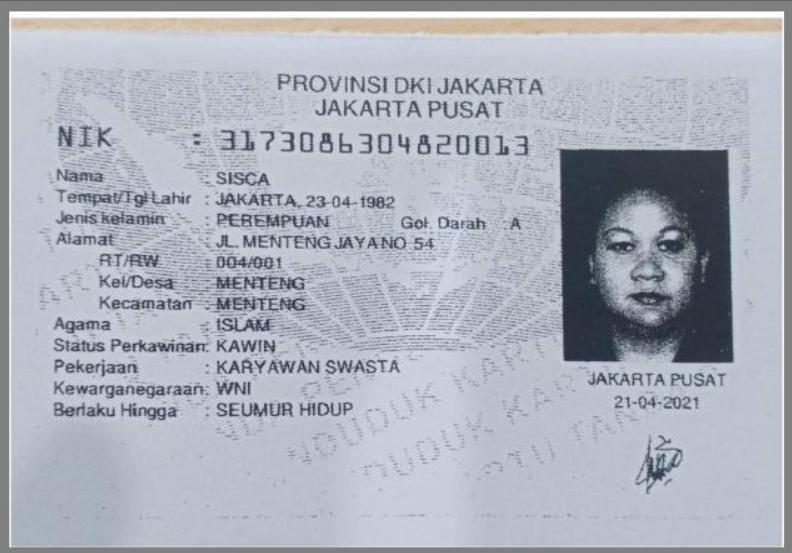 PROVINSI DKI JAKARTA
JAKARTA PUSAT
NIK : 3173086304820013
Nama : SISCA
Tempat/Tgl Lahir : JAKARTA, 23-04-1982
Jenis kelamin : PEREMPUAN Gol. Darah : A
Alamat : JL. MENTENG JAYA NO 54
RT/RW : 004/001
Kel/Desa : MENTENG
Kecamatan : MENTENG
Agama : ISLAM
Status Perkawinan: KAWIN
Pekerjaan : KARYAWAN SWASTA
Kewarganegaraan: WNI
Berlaku Hingga : SEUMUR HIDUP
JAKARTA PUSAT
21-04-2021